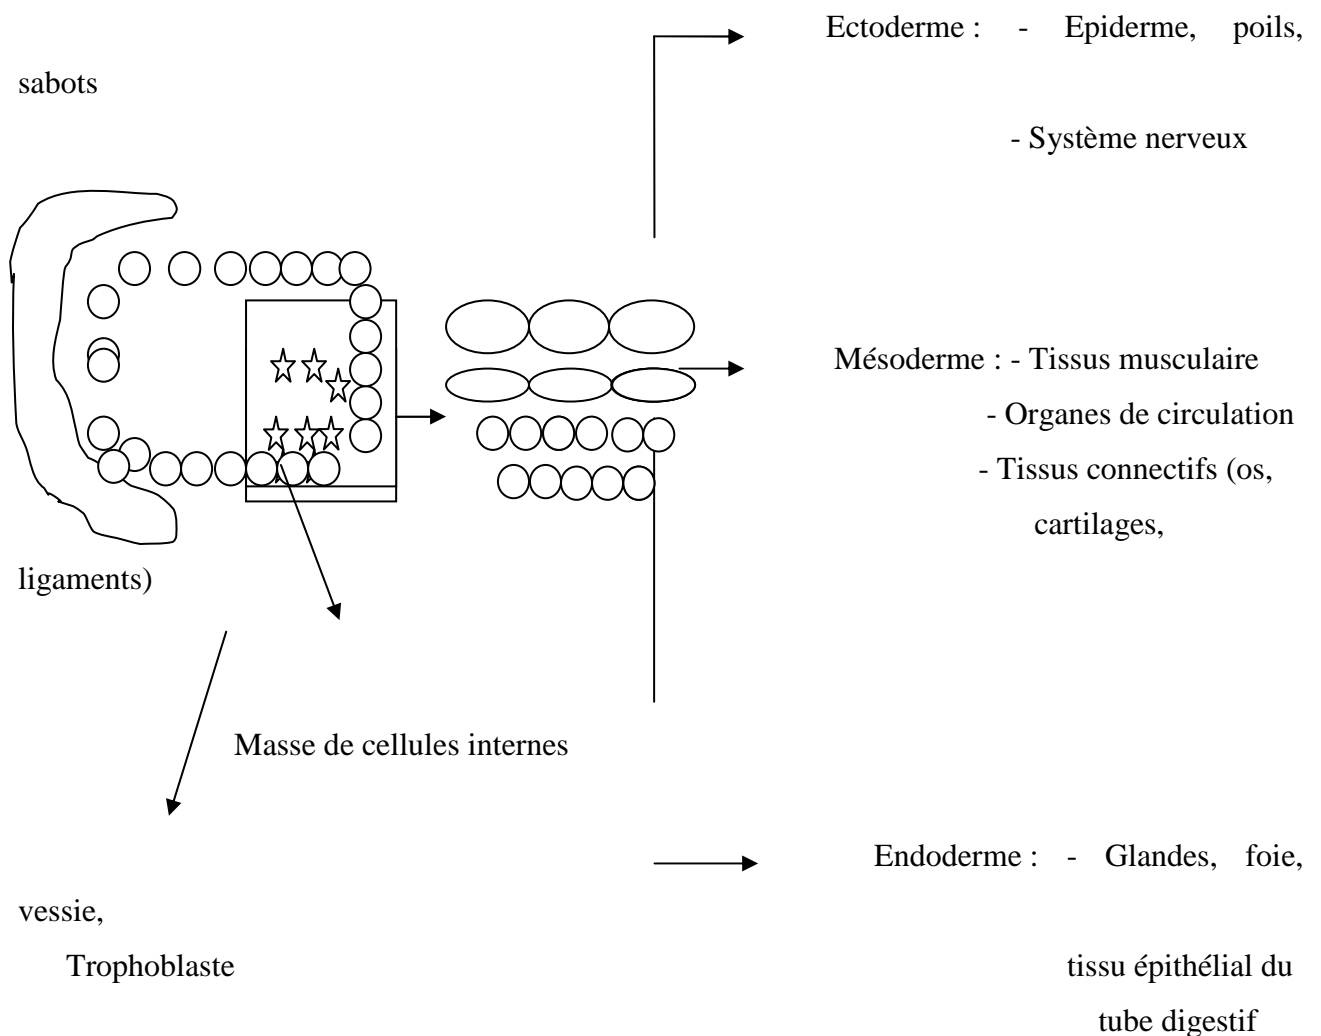 Ectoderme : - Epiderme, poils,
sabots
- Système nerveux
Mésoderme : - Tissus musculaire
- Organes de circulation
- Tissus connectifs (os,
cartilages,
ligaments)
Masse de cellules internes
Endoderme : - Glandes, foie,
vessie,
Trophoblaste
tissu épithélial du
tube digestif